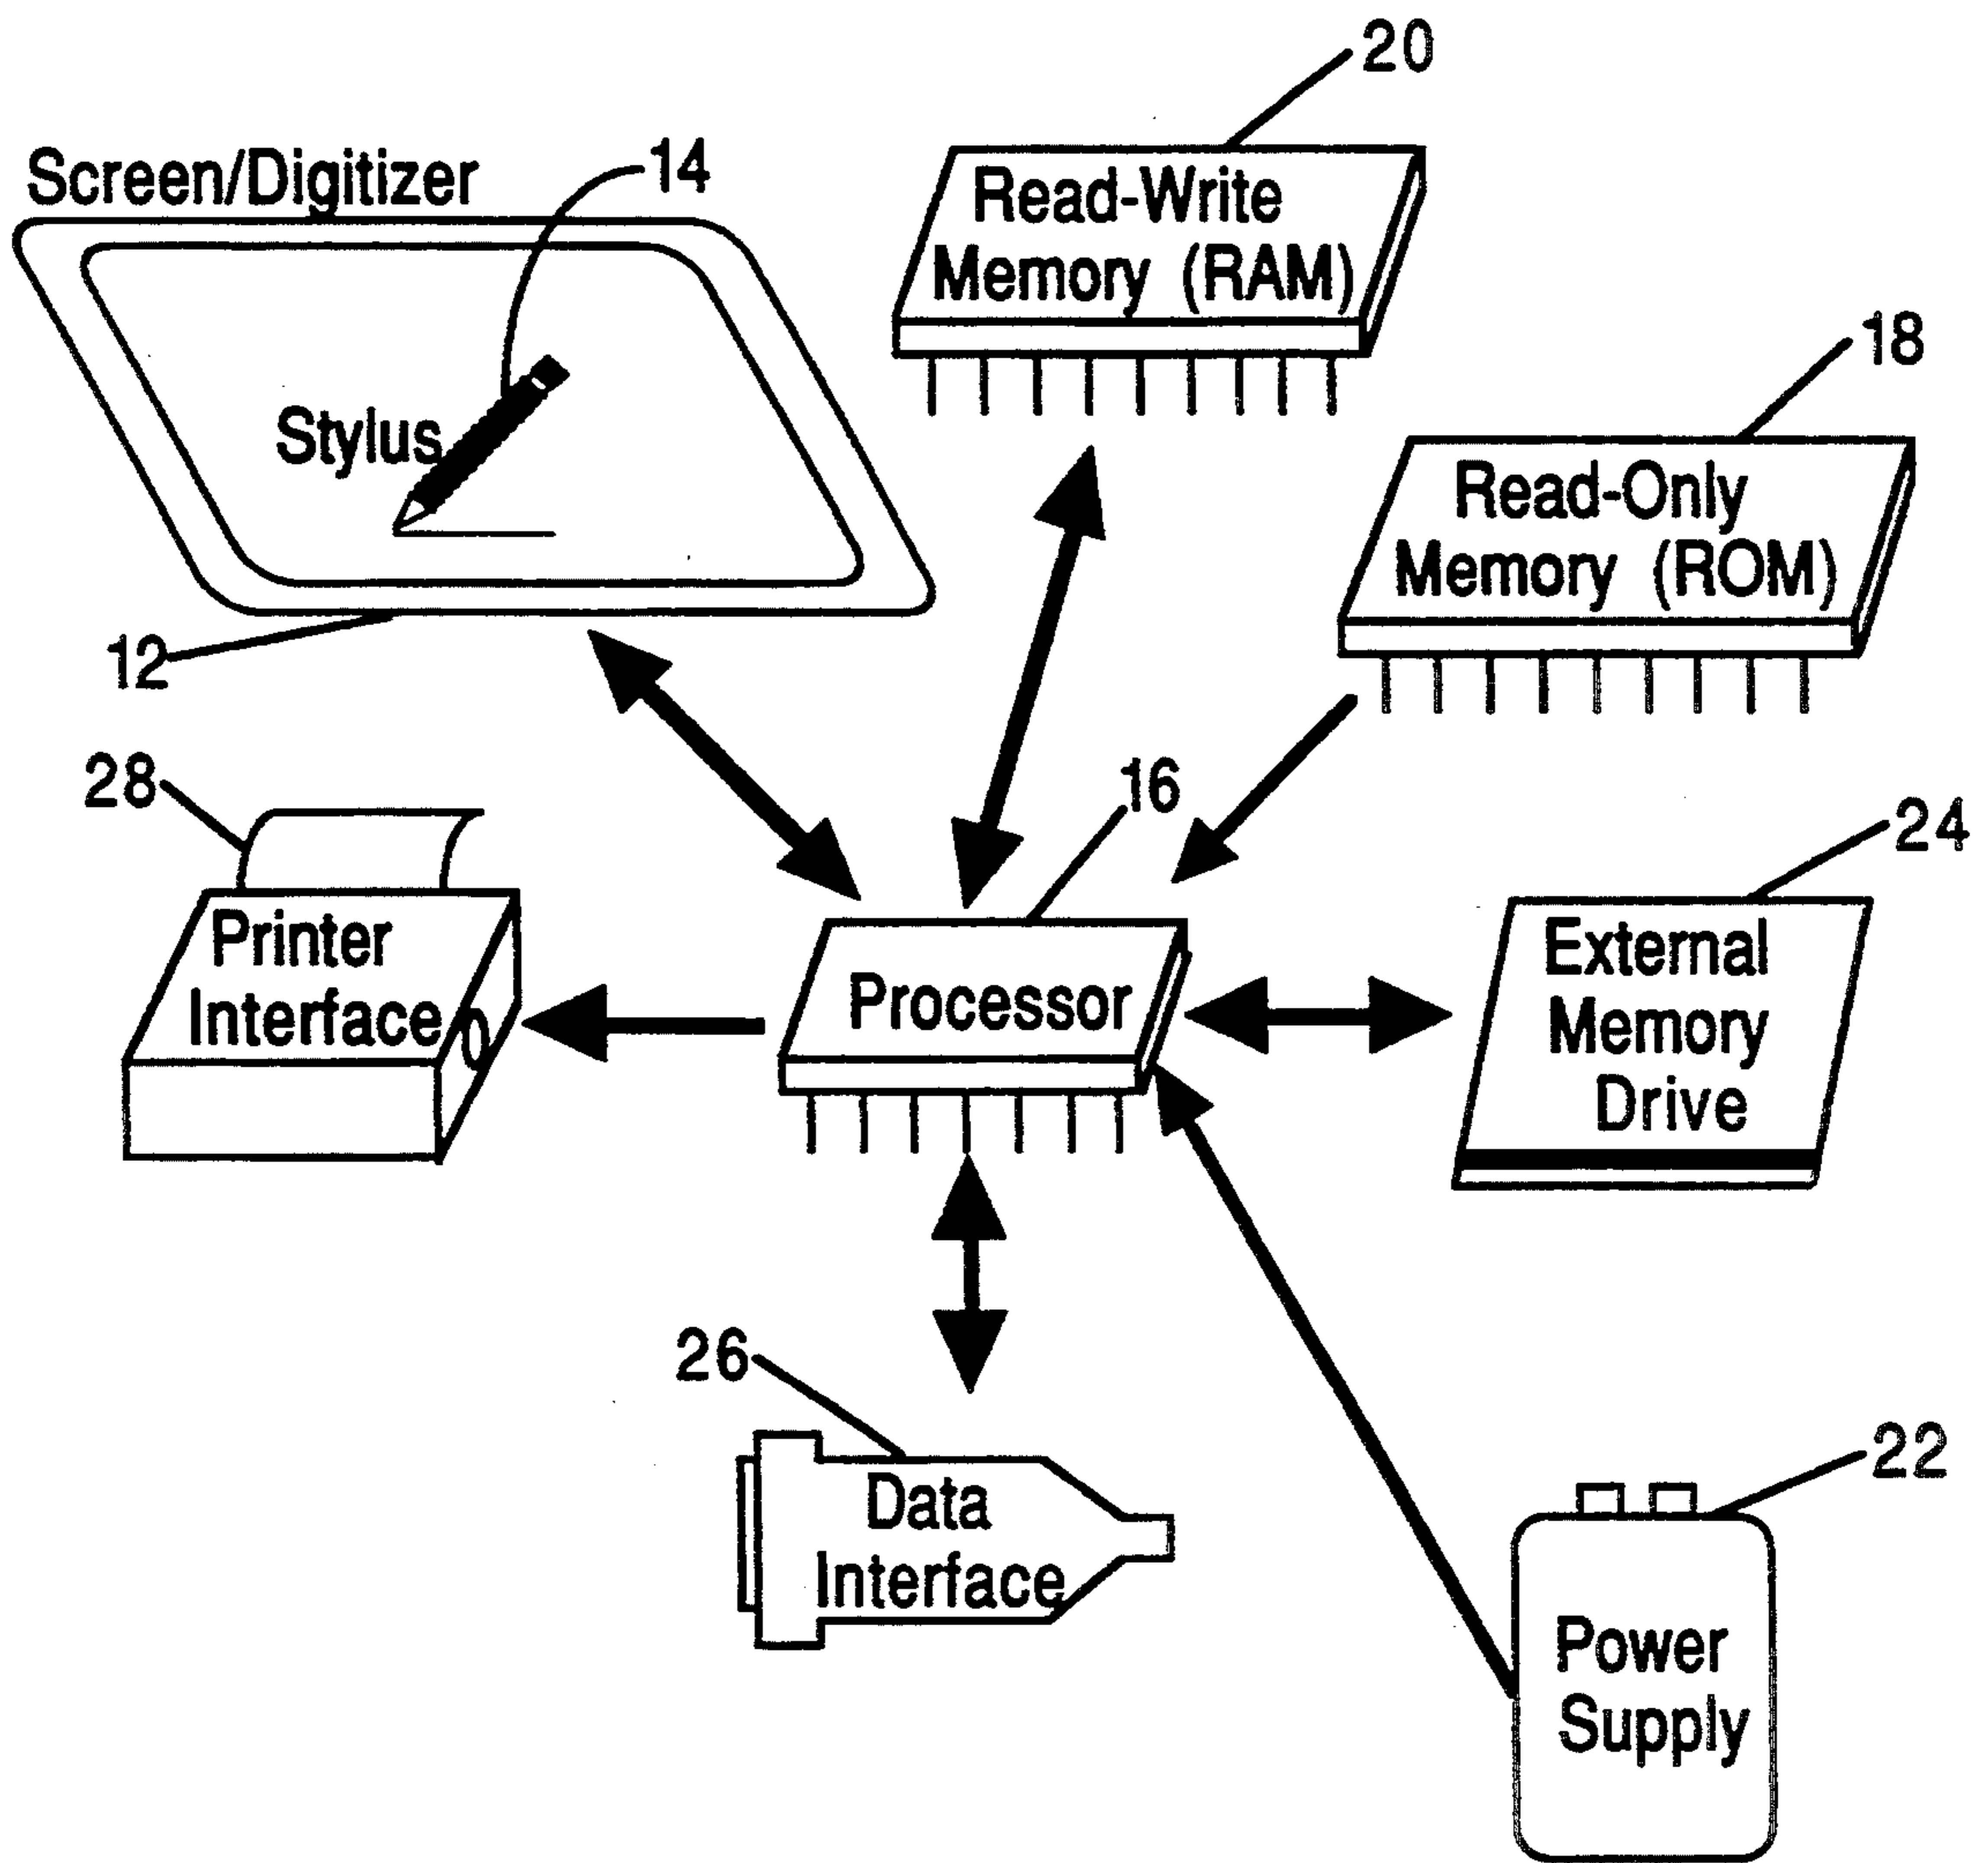 20
Screen/Digitizer
14
Read-Write
Memory (RAM)
18
Stylus
Read-Only
Memory (ROM)
12
28
16
24
Printer
Interface
Processor
External
Memory
Drive
26
22
Data
Interface
Power
Supply